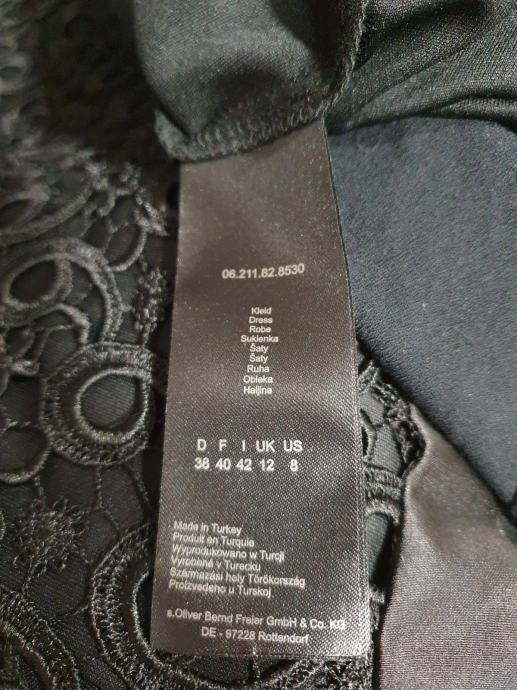 06.211.82.8530
Kleid
Dress
Robe
Sukienka
Šaty
Šaty
Ruha
Obleka
Haljina
D F I UK US
38 40 42 12 8
Made in Turkey
Produit en Turquie
Wyprodukowano w Turcji
Vyrobené v Turecku
Származási hely Törökország
Proizvedeno u Turskoj
s.Oliver Bernd Freier GmbH & Co. KG
DE - 97228 Rottendorf